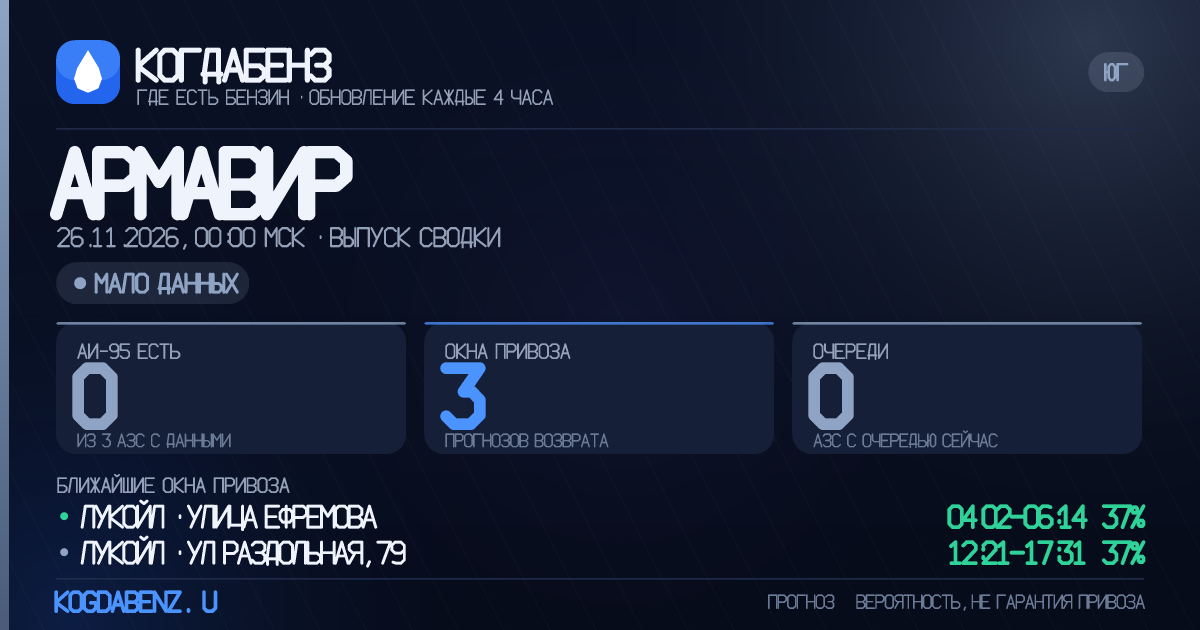 КОГДАБЕНЗ
ГДЕ ЕСТЬ БЕНЗИН · ОБНОВЛЕНИЕ КАЖДЫЕ 4 ЧАСА
ЮГ
АРМАВИР
26.11.2026, 00:00 МСК · ВЫПУСК СВОДКИ
МАЛО ДАННЫХ
АИ-95 ЕСТЬ
0
ИЗ 3 АЗС С ДАННЫМИ
ОКНА ПРИВОЗА
3
ПРОГНОЗОВ ВОЗВРАТА
ОЧЕРЕДИ
0
АЗС С ОЧЕРЕДЬЮ СЕЙЧАС
БЛИЖАЙШИЕ ОКНА ПРИВОЗА
• ЛУКОЙЛ · УЛИЦА ЕФРЕМОВА 04:02–06:14 37%
• ЛУКОЙЛ · УЛ РАЗДОЛЬНАЯ, 79 12:21–17:31 37%
KOGDABENZ. U
ПРОГНОЗ ВЕРОЯТНОСТЬ, НЕ ГАРАНТИЯ ПРИВОЗА